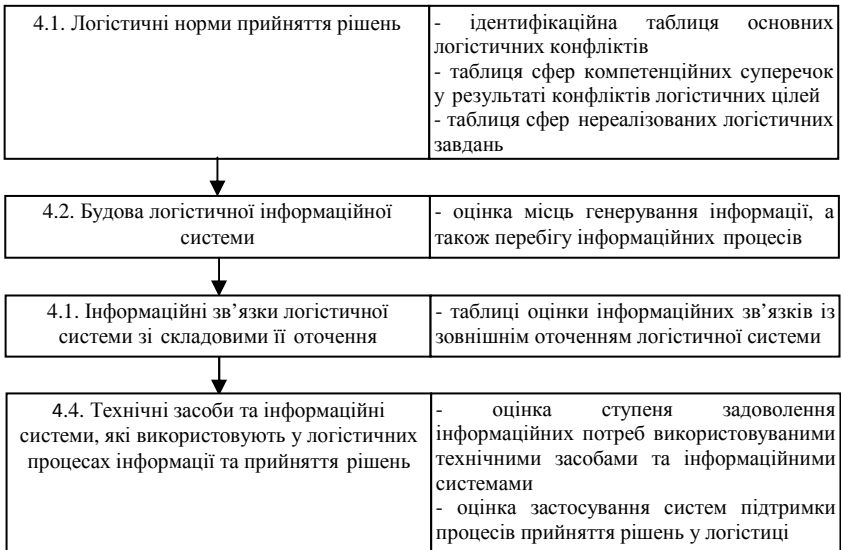 4.1. Логістичні норми прийняття рішень
- ідентифікаційна таблиця основних
логістичних конфліктів
- таблиця сфер компетенційних суперечок
у результаті конфліктів логістичних цілей
- таблиця сфер нереалізованих логістичних
завдань
4.2. Будова логістичної інформаційної
системи
- оцінка місць генерування інформації, а
також перебігу інформаційних процесів
4.1. Інформаційні зв’язки логістичної
системи зі складовими її оточення
- таблиці оцінки інформаційних зв’язків із
зовнішнім оточенням логістичної системи
4.4. Технічні засоби та інформаційні
системи, які використовують у логістичних
процесах інформації та прийняття рішень
- оцінка ступеня задоволення
інформаційних потреб використовуваними
технічними засобами та інформаційними
системами
- оцінка застосування систем підтримки
процесів прийняття рішень у логістиці